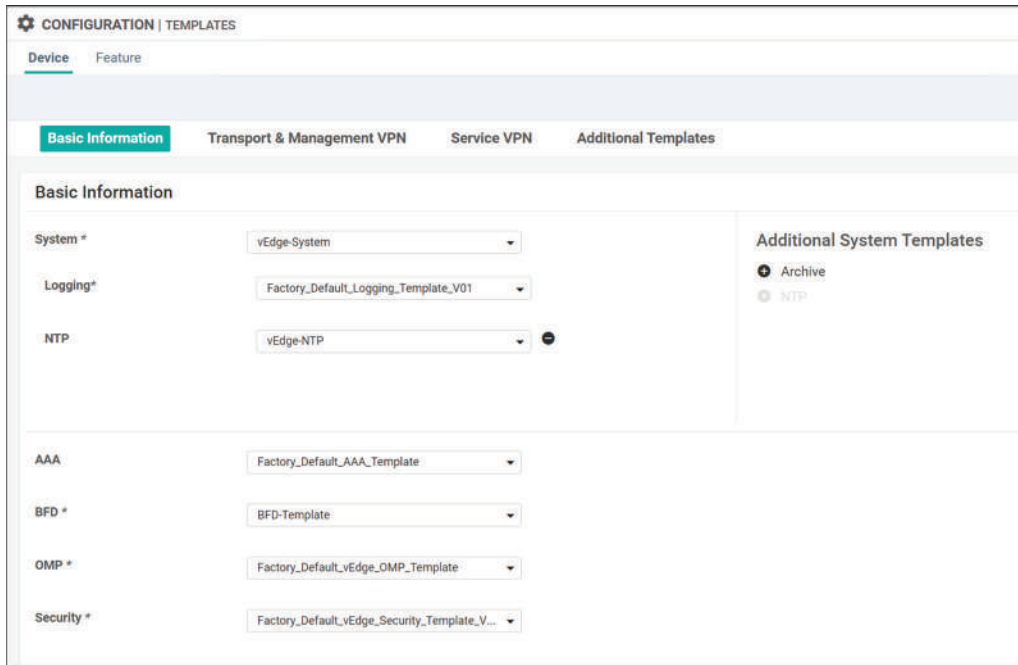 CONFIGURATION | TEMPLATES
Device Feature
Basic Information Transport & Management VPN Service VPN Additional Templates
Basic Information
System * vEdge-System
Additional System Templates
Logging* Factory_Default_Logging_Template_V01
Archive
NTP
NTP vEdge-NTP
AAA Factory_Default_AAA_Template
BFD * BFD-Template
OMP * Factory_Default_vEdge_OMP_Template
Security * Factory_Default_vEdge_Security_Template_V...